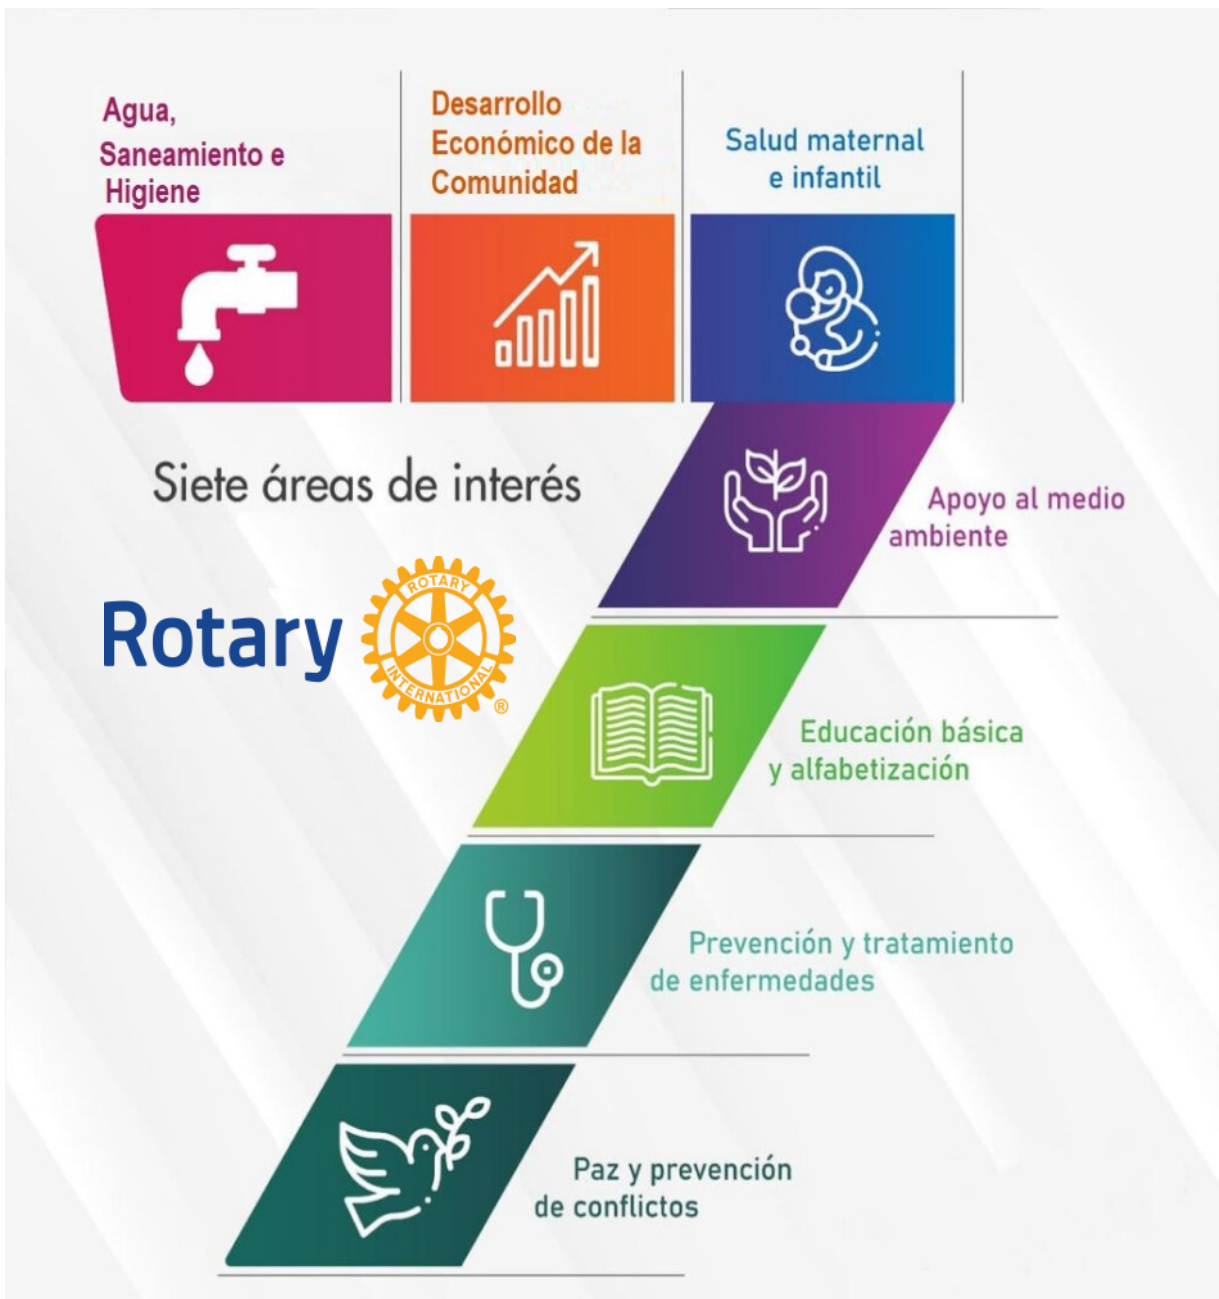 Agua,
Saneamiento e
Higiene
Desarrollo
Económico de la
Comunidad
Salud maternal
e infantil
Siete áreas de interés
Apoyo al medio
ambiente
Rotary
ROTARY
INTERNATIONAL
®
Educación básica
y alfabetización
Prevención y tratamiento
de enfermedades
Paz y prevención
de conflictos